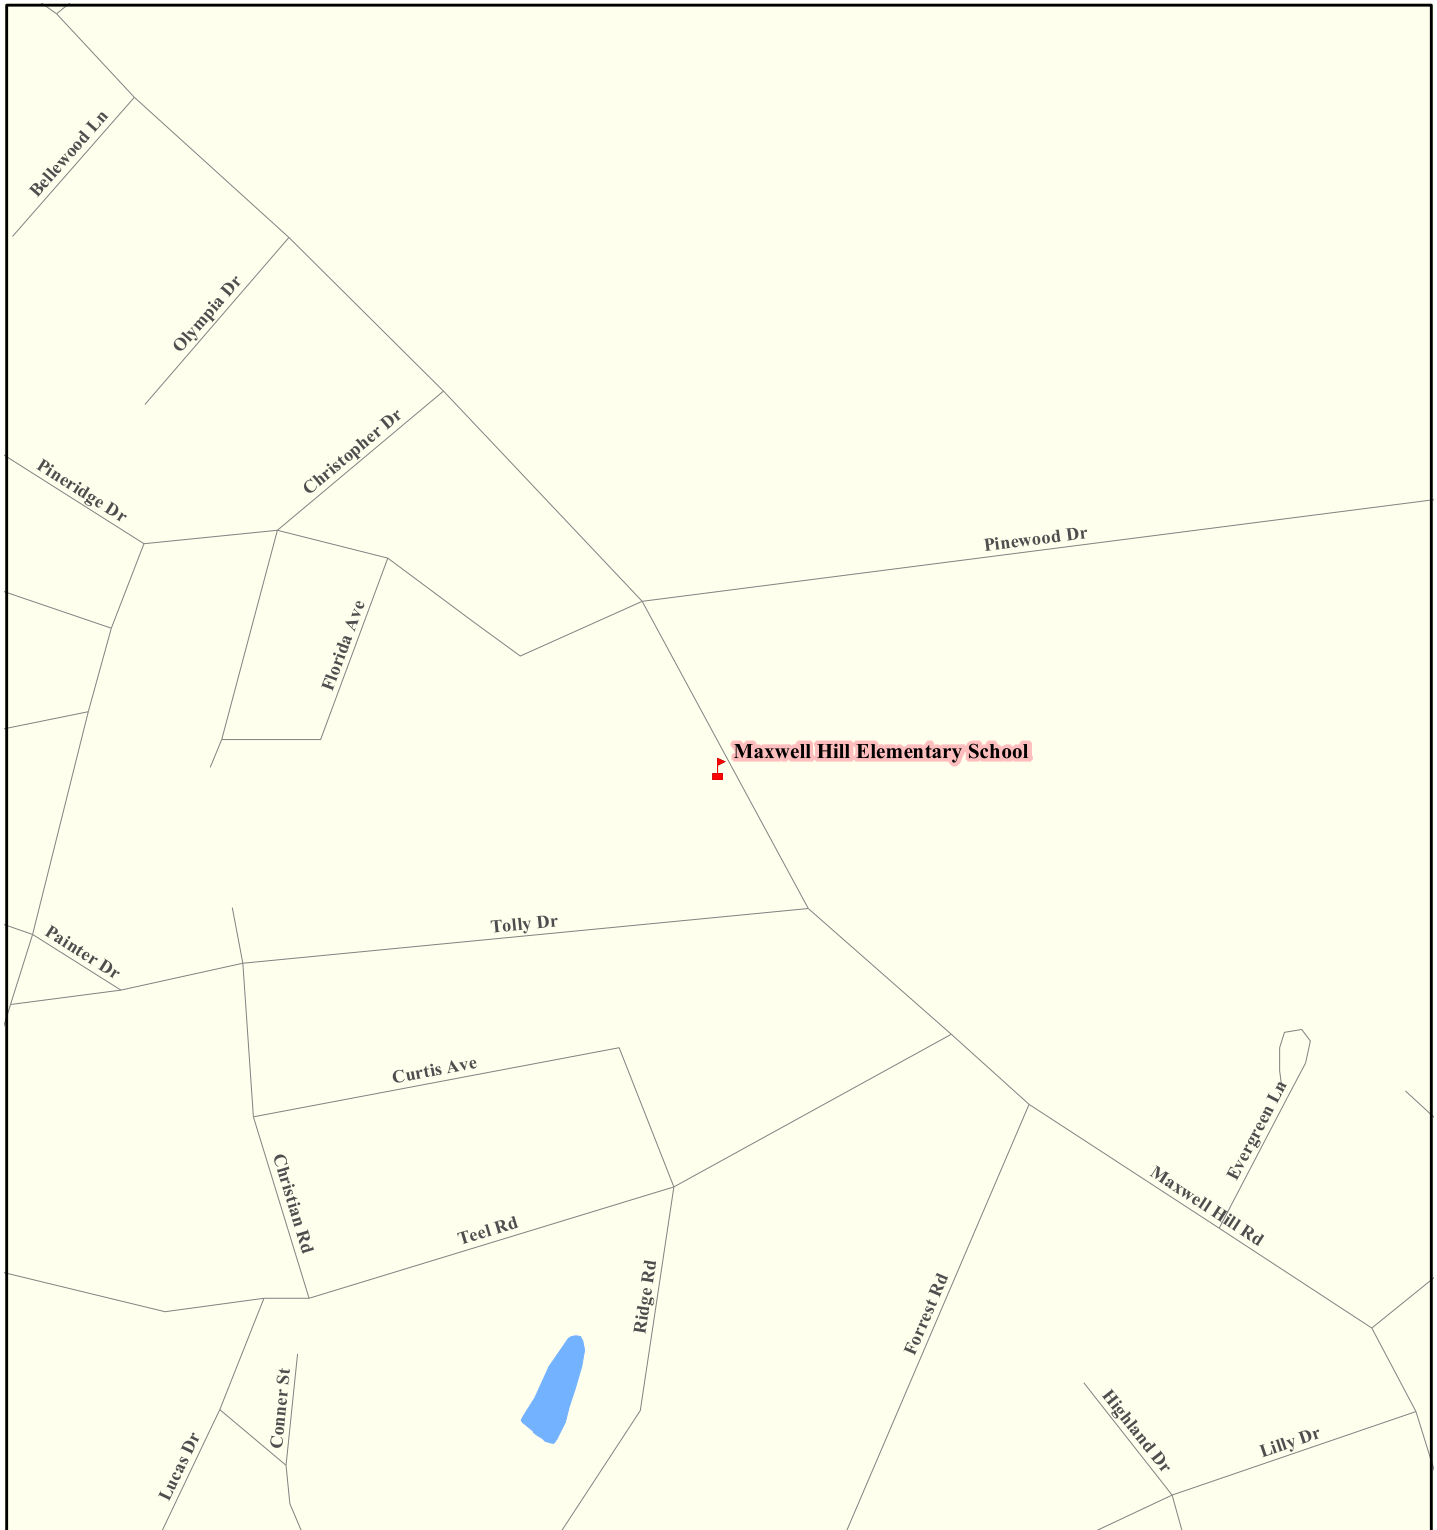 Bellewood Ln
Olympia Dr
Christopher Dr
Pineridge Dr
Pinewood Dr
Florida Ave
Maxwell Hill Elementary School
Tolly Dr
Painter Dr
Curtis Ave
Evergreen Ln
Christian Rd
Maxwell Hill Rd
Teel Rd
Ridge Rd
Forrest Rd
Conner St
Highland Dr
Lilly Dr
Lucas Dr